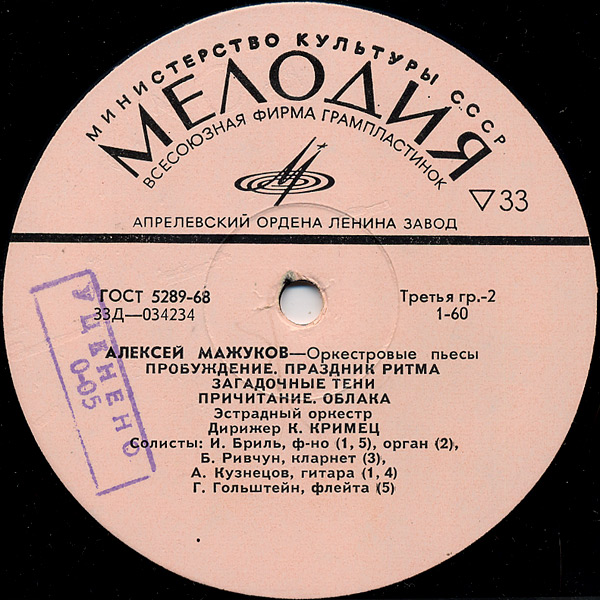 МИНИСТЕРСТВО КУЛЬТУРЫ СССР
МЕЛОДИЯ
ВСЕСОЮЗНАЯ ФИРМА ГРАМПЛАСТИНОК
▽33
АПРЕЛЕВСКИЙ ОРДЕНА ЛЕНИНА ЗАВОД
ГОСТ 5289-68
33Д—034234
Третья гр.-2
1-60
УЦЕНЕНО
0-05
АЛЕКСЕЙ МАЖУКОВ—Оркестровые пьесы
ПРОБУЖДЕНИЕ. ПРАЗДНИК РИТМА
ЗАГАДОЧНЫЕ ТЕНИ
ПРИЧИТАНИЕ. ОБЛАКА
Эстрадный оркестр
Дирижер К. КРИМЕЦ
Солисты: И. Бриль, ф-но (1, 5), орган (2),
Б. Ривчун, кларнет (3),
А. Кузнецов, гитара (1, 4)
Г. Гольштейн, флейта (5)